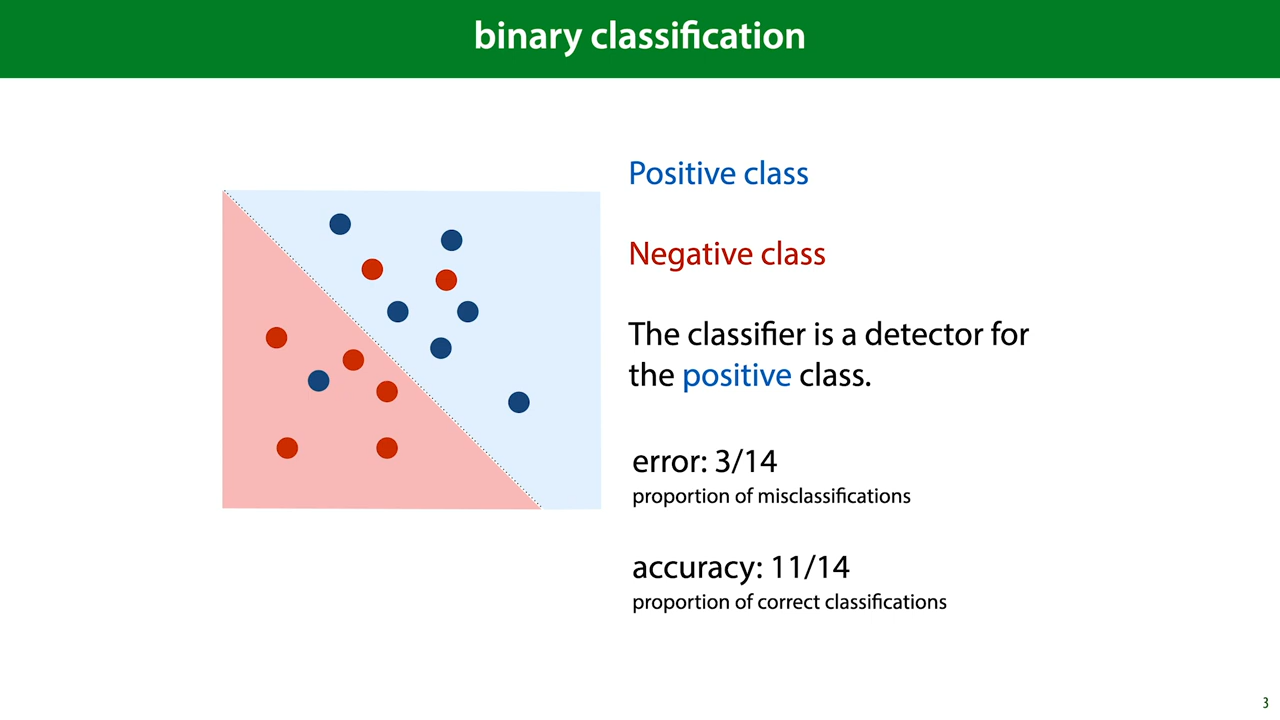 binary classification
Positive class
Negative class
The classifier is a detector for
the positive class.
error: 3/14
proportion of misclassifications
accuracy: 11/14
proportion of correct classifications
3